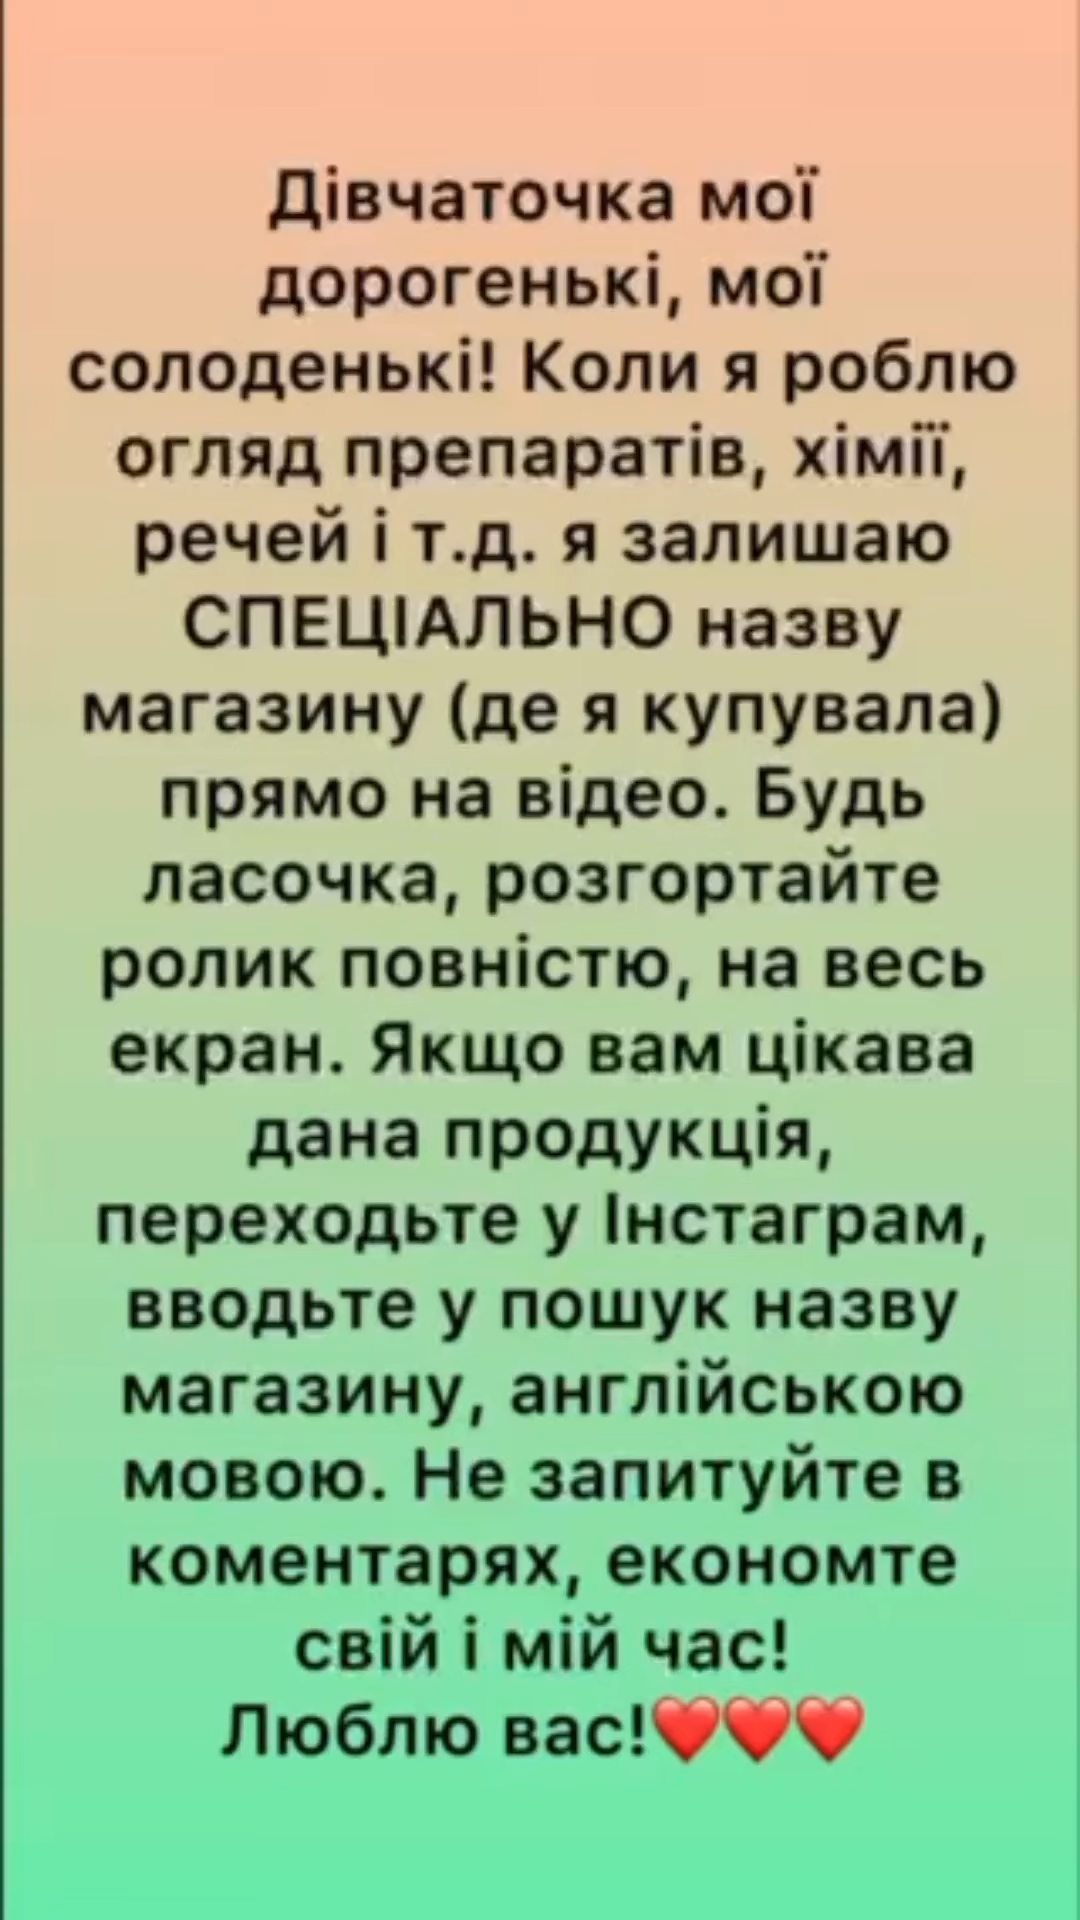 Дівчаточка мої
дорогенькі, мої
солоденькі! Коли я роблю
огляд препаратів, хімії,
речей і т.д. я залишаю
СПЕЦІАЛЬНО назву
магазину (де я купувала)
прямо на відео. Будь
ласочка, розгортайте
ролик повністю, на весь
екран. Якщо вам цікава
дана продукція,
переходьте у Інстаграм,
вводьте у пошук назву
магазину, англійською
мовою. Не запитуйте в
коментарях, економте
свій і мій час!
Люблю вас!❤️❤️❤️